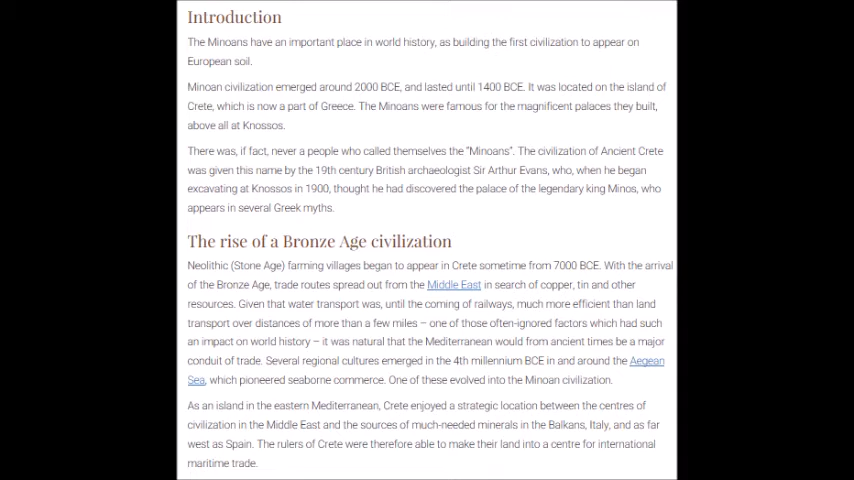 Introduction
The Minoans have an important place in world history, as building the first civilization to appear on
European soil.
Minoan civilization emerged around 2000 BCE, and lasted until 1400 BCE. It was located on the island of
Crete, which is now a part of Greece. The Minoans were famous for the magnificent palaces they built,
above all at Knossos.
There was, if fact, never a people who called themselves the “Minoans”. The civilization of Ancient Crete
was given this name by the 19th century British archaeologist Sir Arthur Evans, who, when he began
excavating at Knossos in 1900, thought he had discovered the palace of the legendary king Minos, who
appears in several Greek myths.
The rise of a Bronze Age civilization
Neolithic (Stone Age) farming villages began to appear in Crete sometime from 7000 BCE. With the arrival
of the Bronze Age, trade routes spread out from the Middle East in search of copper, tin and other
resources. Given that water transport was, until the coming of railways, much more efficient than land
transport over distances of more than a few miles – one of those often-ignored factors which had such
an impact on world history – it was natural that the Mediterranean would from ancient times be a major
conduit of trade. Several regional cultures emerged in the 4th millennium BCE in and around the Aegean
Sea, which pioneered seaborne commerce. One of these evolved into the Minoan civilization.
As an island in the eastern Mediterranean, Crete enjoyed a strategic location between the centres of
civilization in the Middle East and the sources of much-needed minerals in the Balkans, Italy, and as far
west as Spain. The rulers of Crete were therefore able to make their land into a centre for international
maritime trade.